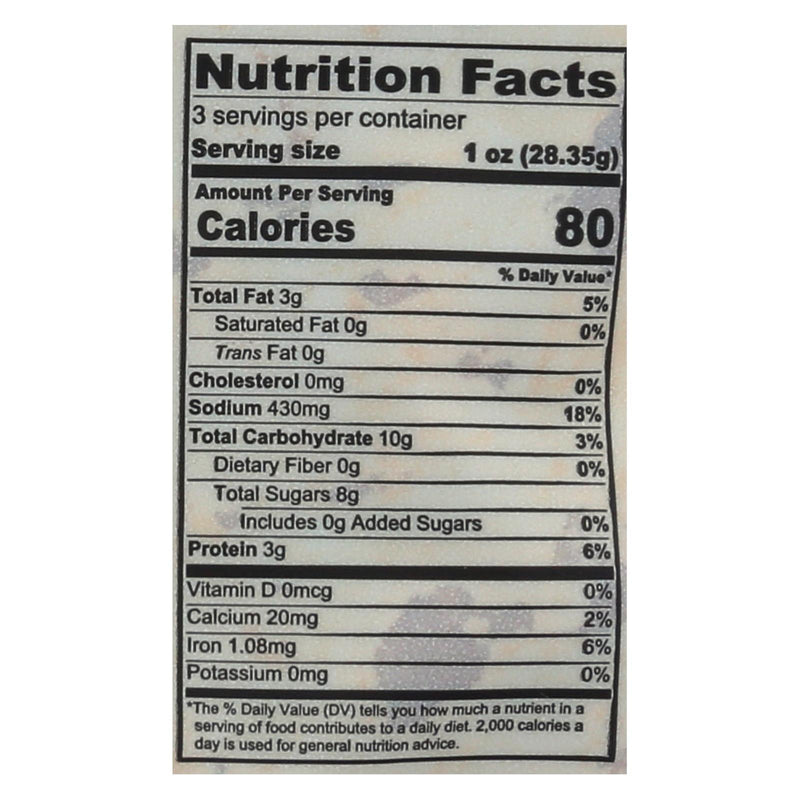 Nutrition Facts
3 servings per container
Serving size 1 oz (28.35g)
Amount Per Serving
Calories 80
% Daily Value*
Total Fat 3g 5%
Saturated Fat 0g 0%
Trans Fat 0g
Cholesterol 0mg 0%
Sodium 430mg 18%
Total Carbohydrate 10g 3%
Dietary Fiber 0g 0%
Total Sugars 8g
Includes 0g Added Sugars 0%
Protein 3g 6%
Vitamin D 0mcg 0%
Calcium 20mg 2%
Iron 1.08mg 6%
Potassium 0mg 0%
*The % Daily Value (DV) tells you how much a nutrient in a
serving of food contributes to a daily diet. 2,000 calories a
day is used for general nutrition advice.